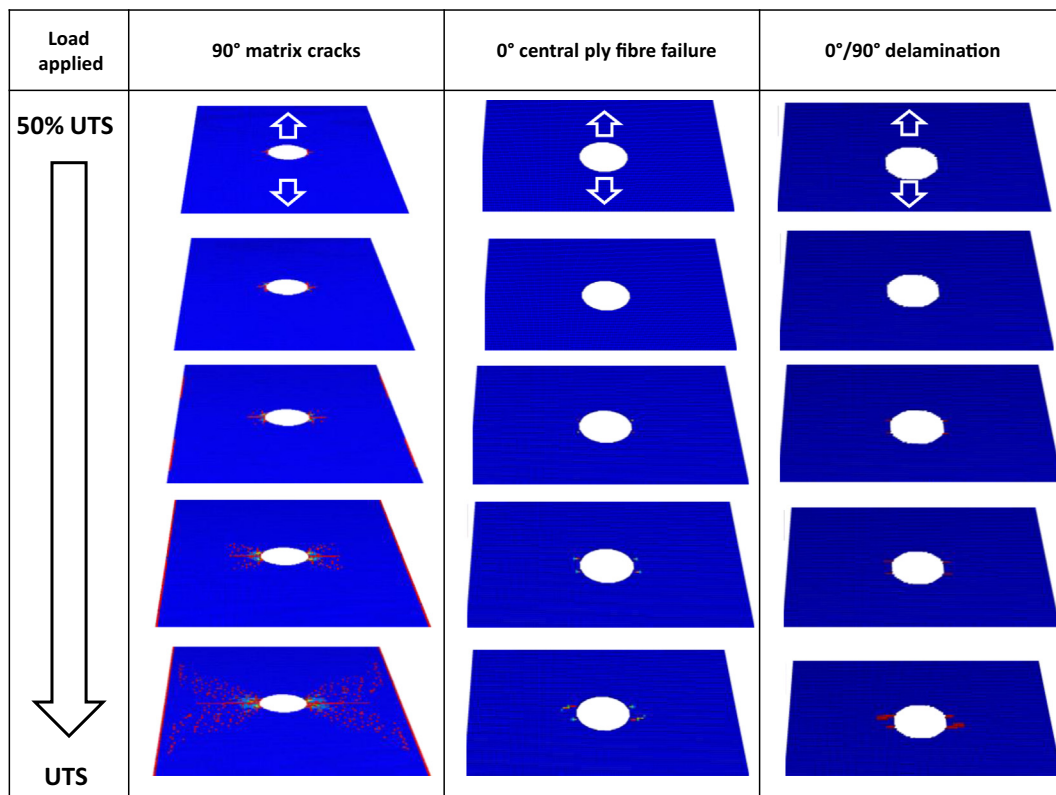 Load
applied
90° matrix cracks
0° central ply fibre failure
0°/90° delamination
50% UTS
UTS